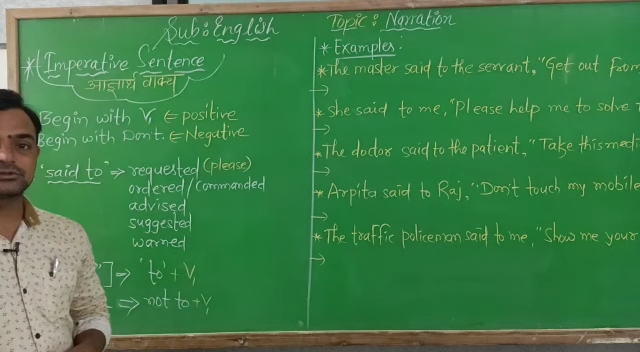 Sub: English
* Imperative Sentence
आज्ञार्थ वाक्य
Begin with V₁ ⇐ positive
Begin with Don't. ⇐ Negative
"said to" ⇒ requested (please)
ordered/commanded
advised
suggested
warned
"] ⇒ 'to' + V₁
⇒ not to + V₁
Topic: Narration
* Examples:
* The master said to the servant, "Get out from
→
* She said to me, "Please help me to solve
→
* The doctor said to the patient, "Take this medi
→
* Arpita said to Raj, "Don't touch my mobile
→
* The traffic policeman said to me, "Show me your
→